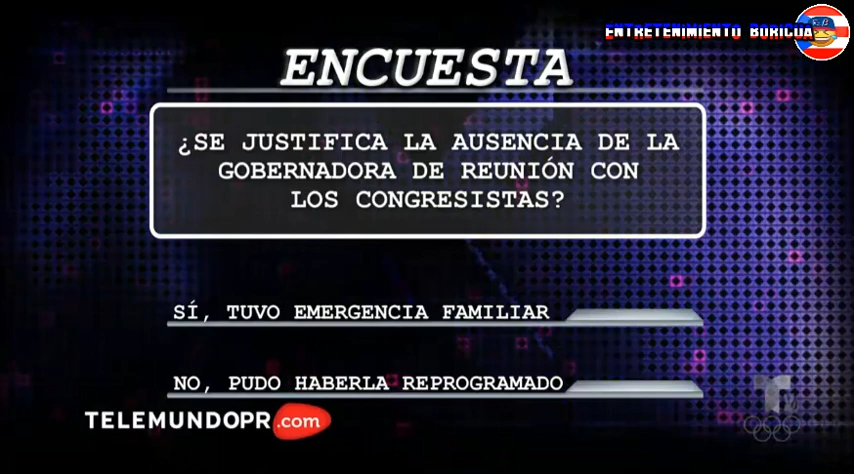 ENTRETENIMIENTO BORICUA
ENCUESTA
¿SE JUSTIFICA LA AUSENCIA DE LA
GOBERNADORA DE REUNIÓN CON
LOS CONGRESISTAS?
SÍ, TUVO EMERGENCIA FAMILIAR
NO, PUDO HABERLA REPROGRAMADO
TELEMUNDOPR.com